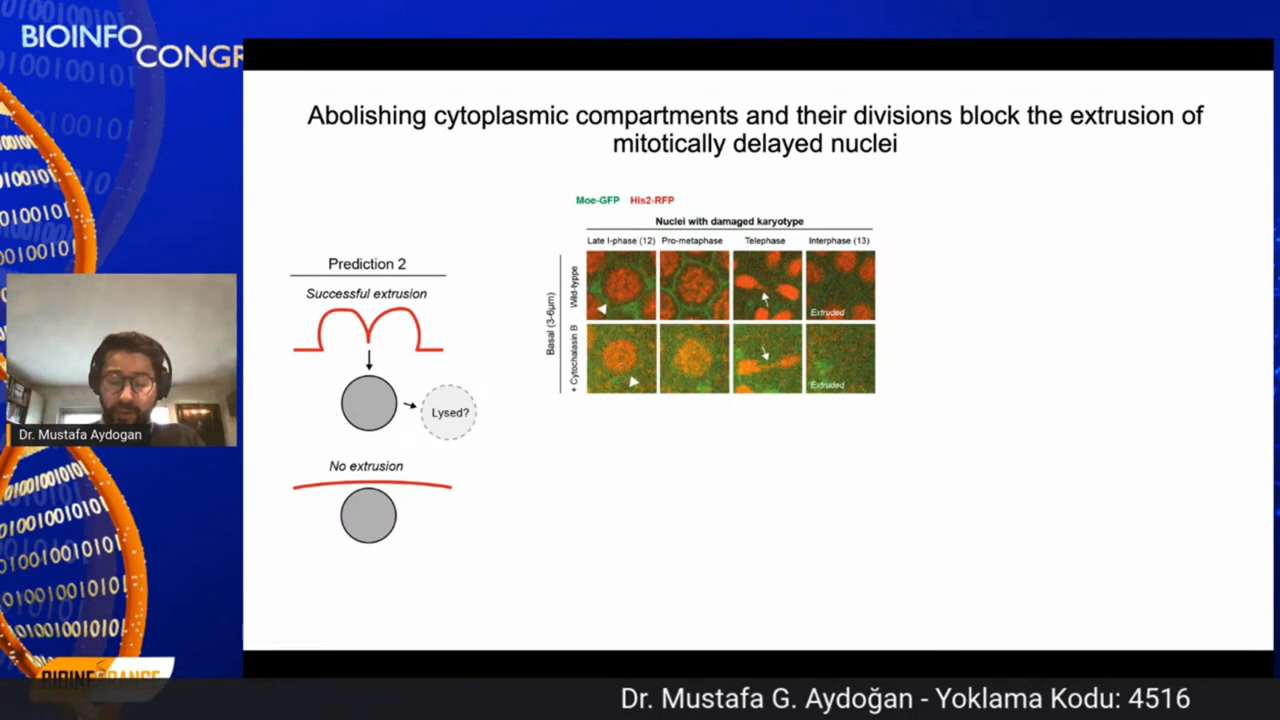 BIOINFO
CONGR
Abolishing cytoplasmic compartments and their divisions block the extrusion of
mitotically delayed nuclei
Moe-GFP His2-RFP
Nuclei with damaged karyotype
Late I-phase (12) Pro-metaphase Telephase Interphase (13)
Basal (3-6µm)
Wild-typpe
Extruded
+ Cytochalasin B
Extruded
Prediction 2
Successful extrusion
Lysed?
No extrusion
Dr. Mustafa Aydogan
Dr. Mustafa G. Aydoğan - Yoklama Kodu: 4516